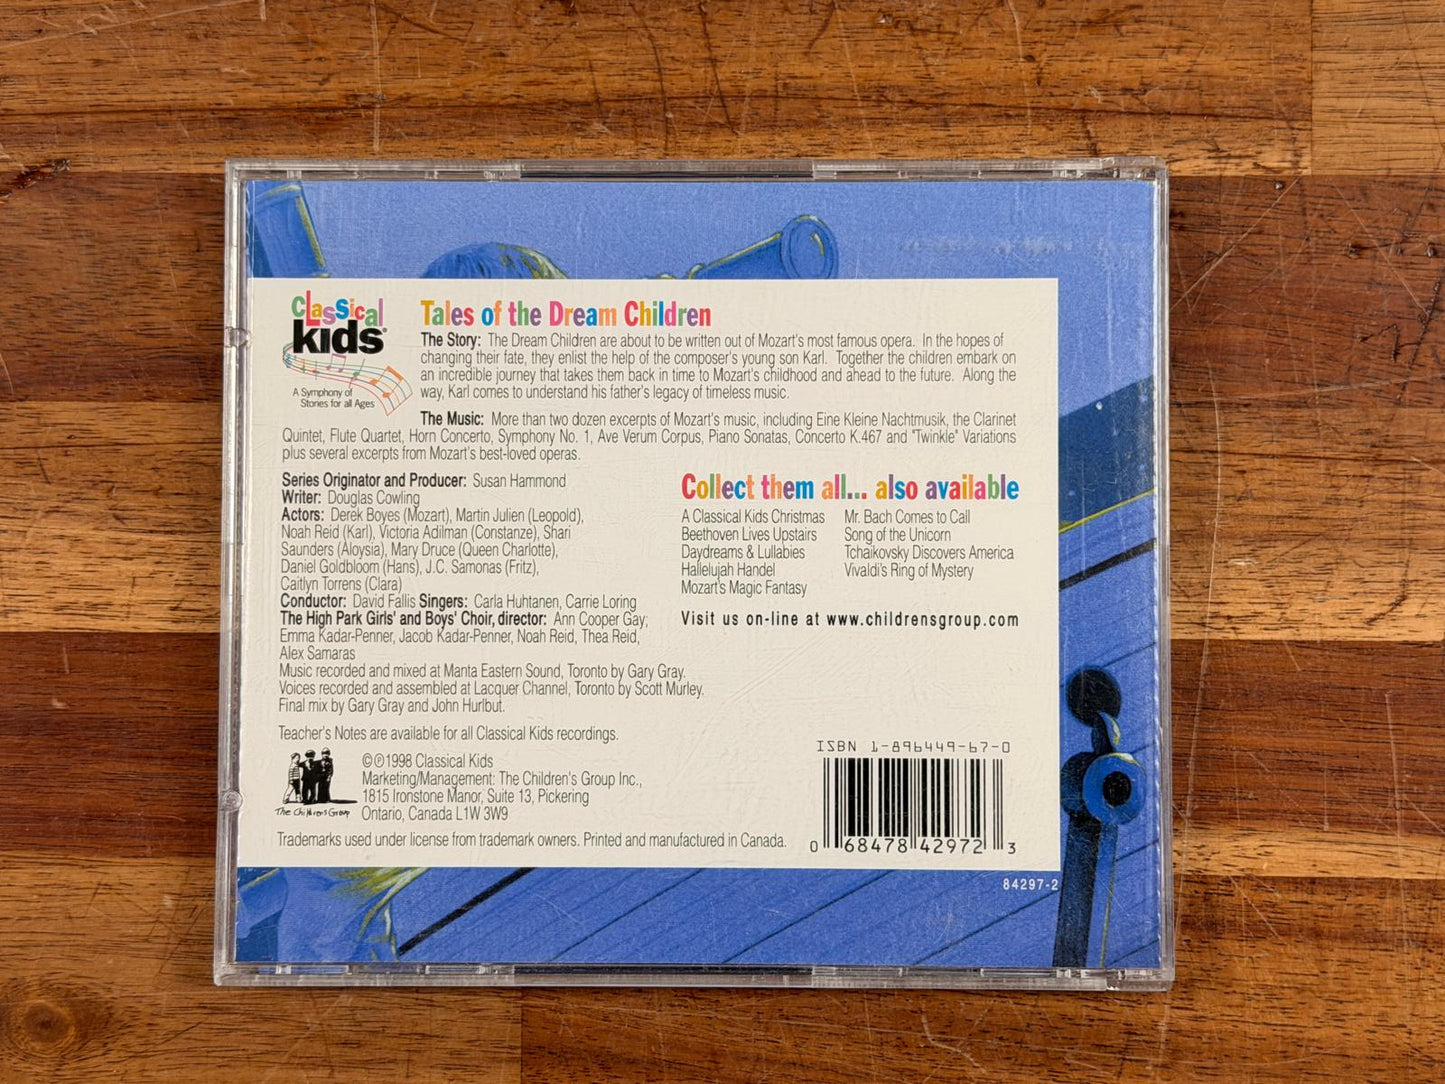 Classical
kids®
A Symphony of
Stories for all Ages
Tales of the Dream Children
The Story: The Dream Children are about to be written out of Mozart's most famous opera. In the hopes of
changing their fate, they enlist the help of the composer's young son Karl. Together the children embark on
an incredible journey that takes them back in time to Mozart's childhood and ahead to the future. Along the
way, Karl comes to understand his father's legacy of timeless music.
The Music: More than two dozen excerpts of Mozart's music, including Eine Kleine Nachtmusik, the Clarinet
Quintet, Flute Quartet, Horn Concerto, Symphony No. 1, Ave Verum Corpus, Piano Sonatas, Concerto K.467 and "Twinkle" Variations
plus several excerpts from Mozart's best-loved operas.
Series Originator and Producer: Susan Hammond
Writer: Douglas Cowling
Actors: Derek Boyes (Mozart), Martin Julien (Leopold),
Noah Reid (Karl), Victoria Adilman (Constanze), Shari
Saunders (Aloysia), Mary Druce (Queen Charlotte),
Daniel Goldbloom (Hans), J.C. Samonas (Fritz),
Caitlyn Torrens (Clara)
Conductor: David Fallis Singers: Carla Huhtanen, Carrie Loring
The High Park Girls' and Boys' Choir, director: Ann Cooper Gay;
Emma Kadar-Penner, Jacob Kadar-Penner, Noah Reid, Thea Reid,
Alex Samaras
Music recorded and mixed at Manta Eastern Sound, Toronto by Gary Gray.
Voices recorded and assembled at Lacquer Channel, Toronto by Scott Murley.
Final mix by Gary Gray and John Hurlbut.
Collect them all... also available
A Classical Kids Christmas
Beethoven Lives Upstairs
Daydreams & Lullabies
Hallelujah Handel
Mozart's Magic Fantasy
Mr. Bach Comes to Call
Song of the Unicorn
Tchaikovsky Discovers America
Vivaldi's Ring of Mystery
Visit us on-line at www.childrensgroup.com
Teacher's Notes are available for all Classical Kids recordings.
The Childrens Group
©℗1998 Classical Kids
Marketing/Management: The Children's Group Inc.,
1815 Ironstone Manor, Suite 13, Pickering
Ontario, Canada L1W 3W9
Trademarks used under license from trademark owners. Printed and manufactured in Canada.
ISBN 1-896449-67-0
0 68478 42972 3
84297-2